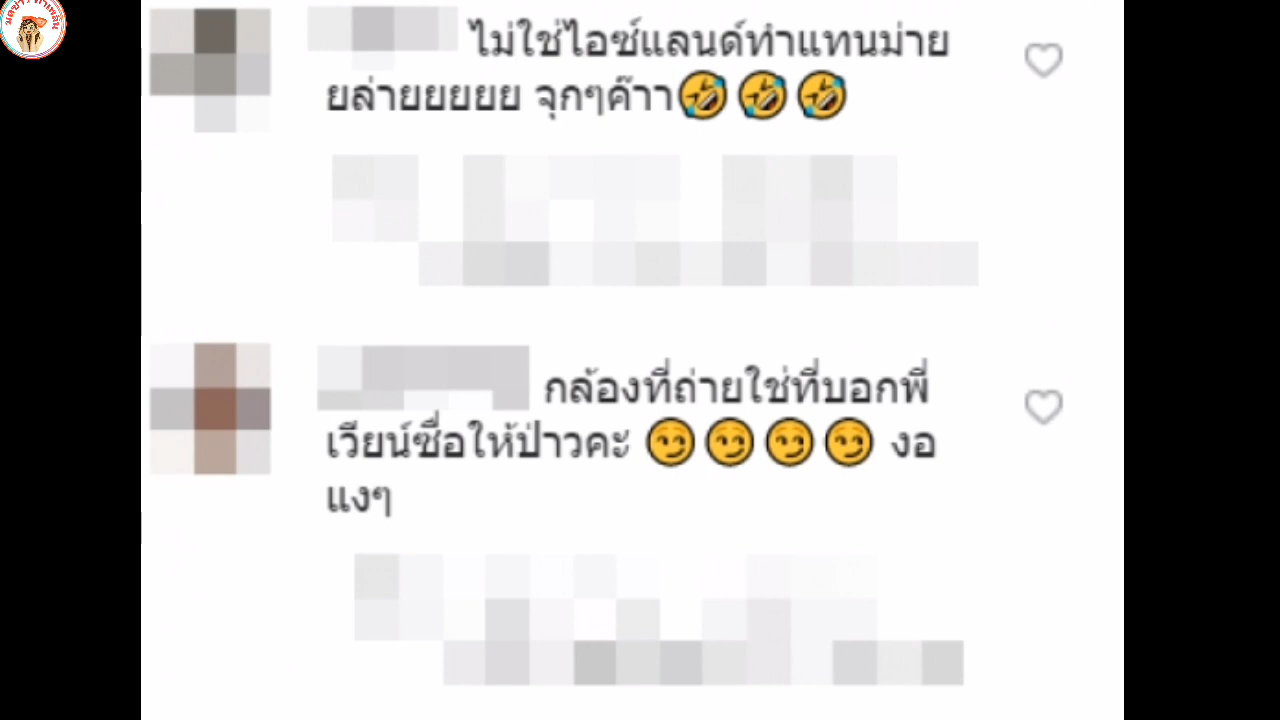 ไม่ใช่ไอซ์แลนด์ทำแทนม่าย
ยล่ายยยยย จุกๆค๊าา🤣🤣🤣
กล้องที่ถ่ายใช่ที่บอกพี่
เวียน์ซื่อให้ป่าวคะ 😏😏😏😏 งอ
แงๆ